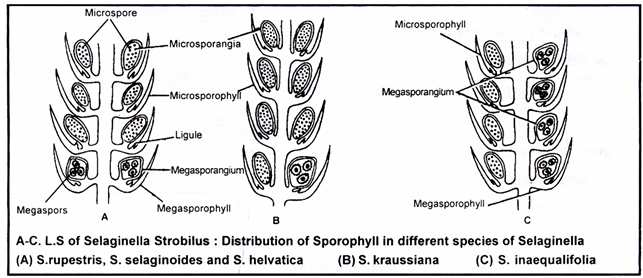 Microspore
Microsporangia
Microsporophyll
Ligule
Megasporangium
Megaspors
Megasporophyll
A
B
Microsporophyll
Megasporangium
Megasporophyll
C
A-C. L.S of Selaginella Strobilus : Distribution of Sporophyll in different species of Selaginella
(A) S.rupestris, S. selaginoides and S. helvatica (B) S. kraussiana (C) S. inaequalifolia